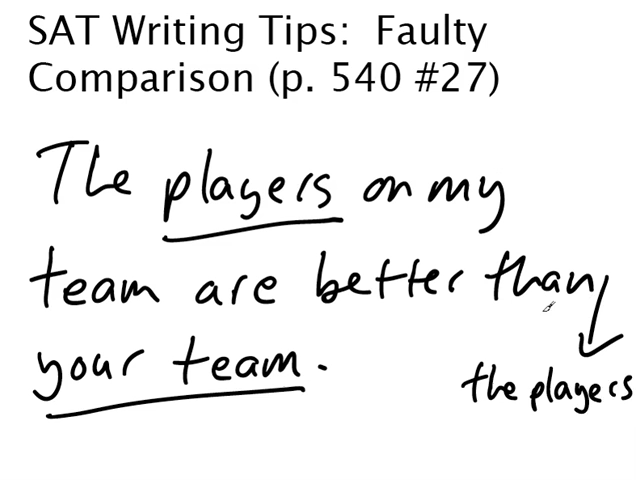 SAT Writing Tips: Faulty
Comparison (p. 540 #27)
The players on my
team are better than
your team.
the players